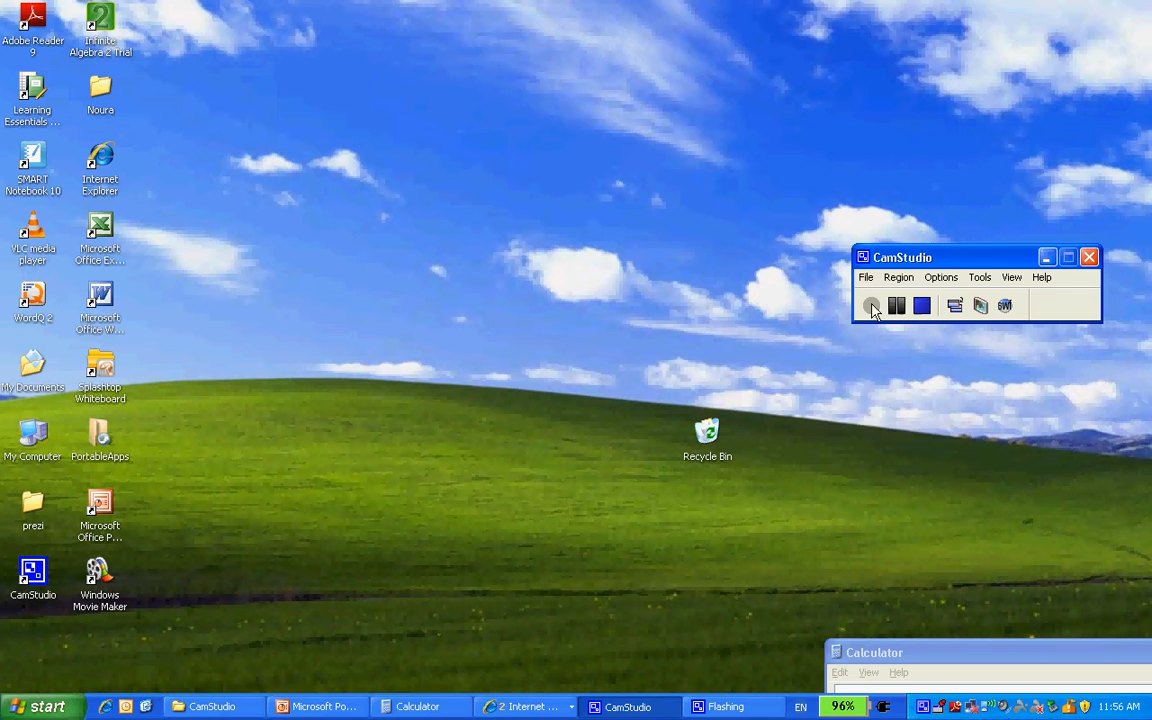 Adobe Reader
9
Infinite
Algebra 2 Trial
Learning
Essentials ...
Noura
SMART
Notebook 10
Internet
Explorer
VLC media
player
Microsoft
Office Ex...
WordQ 2
Microsoft
Office W...
My Documents
Splashtop
Whiteboard
My Computer
PortableApps
prezi
Microsoft
Office P...
CamStudio
Windows
Movie Maker
Recycle Bin
CamStudio
File Region Options Tools View Help
SWF
Calculator
Edit View Help
start
CamStudio
Microsoft Po...
Calculator
2 Internet ...
CamStudio
Flashing
EN
96%
11:56 AM